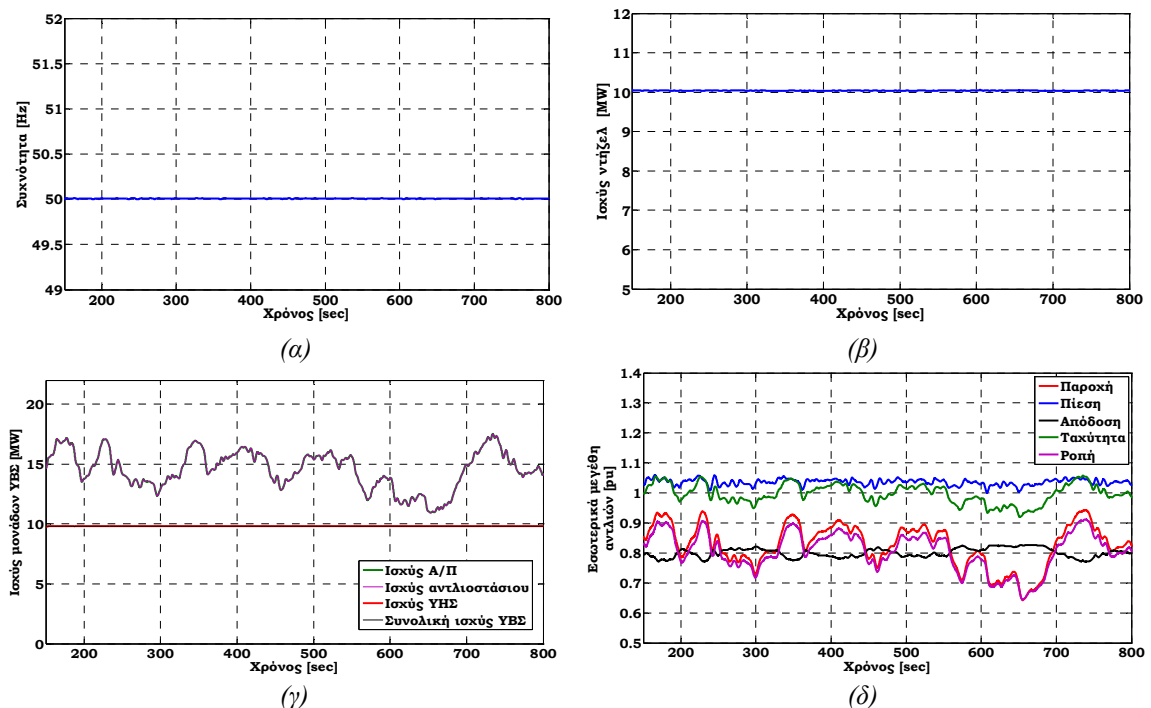 52
51.5
51
50.5
50
49.5
49
Συχνότητα [Hz]
200 300 400 500 600 700 800
Χρόνος [sec]
(α)
12
11
10
9
8
7
6
5
Ισχύς ντήζελ [MW]
200 300 400 500 600 700 800
Χρόνος [sec]
(β)
20
15
10
5
0
Ισχύς μονάδων ΥΒΣ [MW]
Ισχύς Α/Π
Ισχύς αντλιοστάσιου
Ισχύς ΥΗΣ
Συνολική ισχύς ΥΒΣ
200 300 400 500 600 700 800
Χρόνος [sec]
(γ)
1.4
1.3
1.2
1.1
1
0.9
0.8
0.7
0.6
0.5
Εσωτερικά μεγέθη
αντλιών [pu]
Παροχή
Πίεση
Απόδοση
Ταχύτητα
Ροπή
200 300 400 500 600 700 800
Χρόνος [sec]
(δ)